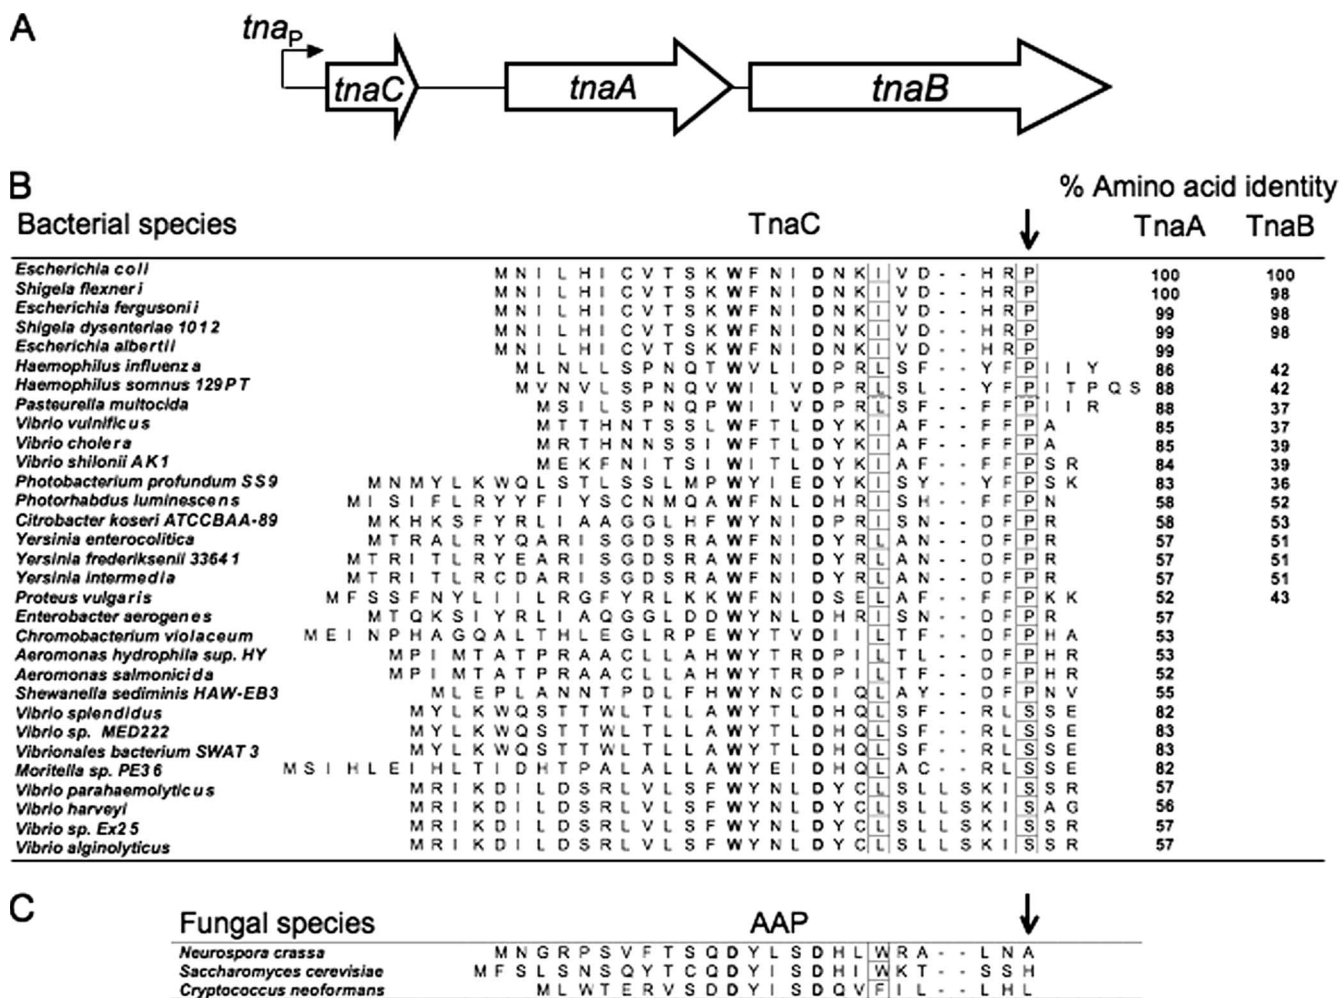 A
tnaP
tnaC tnaA tnaB
B
% Amino acid identity
Bacterial species TnaC TnaA TnaB
Escherichia coli M N I L H I C V T S K W F N I D N K I V D - - H R P 100 100
Shigela flexneri M N I L H I C V T S K W F N I D N K I V D - - H R P 100 98
Escherichia fergusonii M N I L H I C V T S K W F N I D N K I V D - - H R P 99 98
Shigela dysenteriae 1012 M N I L H I C V T S K W F N I D N K I V D - - H R P 99 98
Escherichia albertii M N I L H I C V T S K W F N I D N K I V D - - H R P 99
Haemophilus influenza M L N L L S P N Q T W V L I D P R L S F - - Y F P I I Y 86 42
Haemophilus somnus 129PT M V N V L S P N Q V W I L V D P R L S L - - Y F P I T P Q S 88 42
Pasteurella multocida M S I L S P N Q P W I I V D P R L S F - - F F P I I R 88 37
Vibrio vulnificus M T T H N T S S L W F T L D Y K I A F - - F F P A 85 37
Vibrio cholera M R T H N N S S I W F T L D Y K I A F - - F F P A 85 39
Vibrio shilonii AK1 M E K F N I T S I W I T L D Y K I A F - - F F P S R 84 39
Photobacterium profundum SS9 M N M Y L K W Q L S T L S S L M P W Y I E D Y K I S Y - - Y F P S K 83 36
Photorhabdus luminescens M I S I F L R Y Y F I Y S C N M Q A W F N L D H R I S H - - F F P N 58 52
Citrobacter koseri ATCCBAA-89 M K H K S F Y R L I A A G G L H F W Y N I D P R I S N - - D F P R 58 53
Yersinia enterocolitica M T R A L R Y Q A R I S G D S R A W F N I D Y R L A N - - D F P R 57 51
Yersinia frederiksenii 33641 M T R I T L R Y E A R I S G D S R A W F N I D Y R L A N - - D F P R 57 51
Yersinia intermedia M T R I T L R C D A R I S G D S R A W F N I D Y R L A N - - D F P R 57 51
Proteus vulgaris M F S S F N Y L I I L R G F Y R L K K W F N I D S E L A F - - F F P K K 52 43
Enterobacter aerogenes M T Q K S I Y R L I A Q G G L D D W Y N L D H R I S N - - D F P R 57
Chromobacterium violaceum M E I N P H A G Q A L T H L E G L R P E W Y T V D I I L T F - - D F P H A 53
Aeromonas hydrophila sup. HY M P I M T A T P R A A C L L A H W Y T R D P I L T L - - D F P H R 53
Aeromonas salmonicida M P I M T A T P R A A C L L A H W Y T R D P I L T F - - D F P H R 52
Shewanella sediminis HAW-EB3 M L E P L A N N T P D L F H W Y N C D I Q L A Y - - D F P N V 55
Vibrio splendidus M Y L K W Q S T T W L T L L A W Y T L D H Q L S F - - R L S S E 82
Vibrio sp. MED222 M Y L K W Q S T T W L T L L A W Y T L D H Q L S F - - R L S S E 83
Vibrionales bacterium SWAT 3 M Y L K W Q S T T W L T L L A W Y T L D H Q L S F - - R L S S E 83
Moritella sp. PE36 M S I H L E I H L T I D H T P A L A L L A W Y E I D H Q L A C - - R L S S E 82
Vibrio parahaemolyticus M R I K D I L D S R L V L S F W Y N L D Y C L S L L S K I S S R 57
Vibrio harveyi M R I K D I L D S R L V L S F W Y N L D Y C L S L L S K I S A G 56
Vibrio sp. Ex25 M R I K D I L D S R L V L S F W Y N L D Y C L S L L S K I S S R 57
Vibrio alginolyticus M R I K D I L D S R L V L S F W Y N L D Y C L S L L S K I S S R 57
C
Fungal species AAP
Neurospora crassa M N G R P S V F T S Q D Y L S D H L W R A - - L N A
Saccharomyces cerevisiae M F S L S N S Q Y T C Q D Y I S D H I W K T - - S S H
Cryptococcus neoformans M L W T E R V S D D Y I S D Q V F I L - - L H L